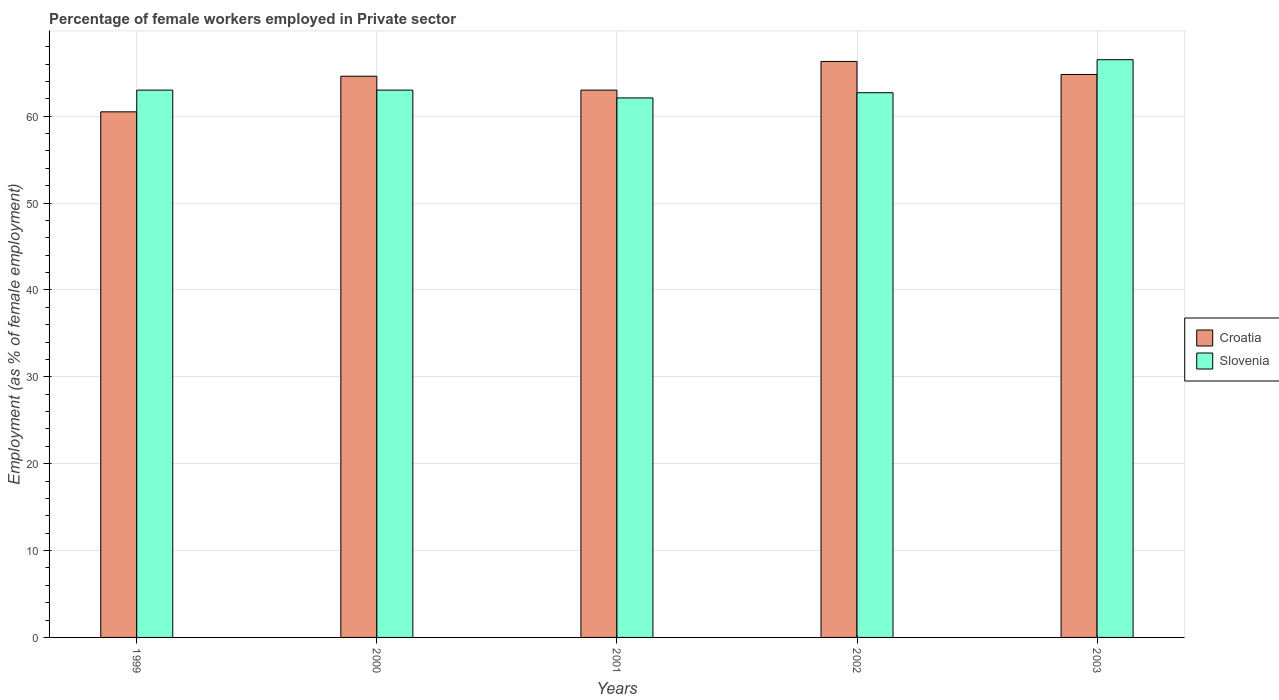 Percentage of female workers employed in Private sector
Employment (as % of female employment)
60
50
40
30
20
10
0
1999
2000
2001
2002
2003
Years
Croatia
Slovenia